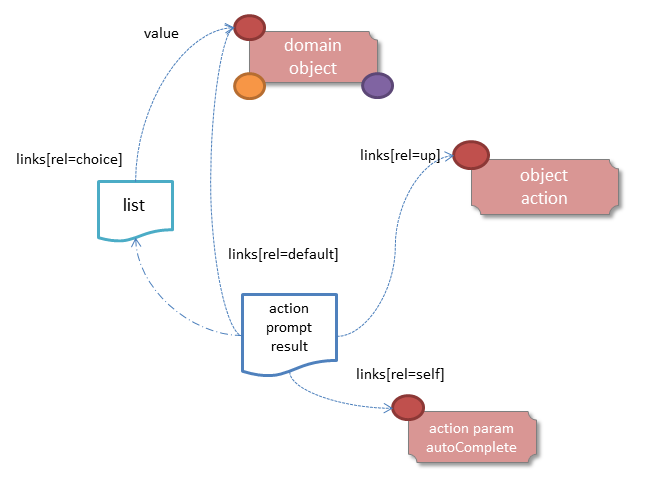 value
domain
object
links[rel=choice]
links[rel=up]
object
action
list
links[rel=default]
action
prompt
result
links[rel=self]
action param
autoComplete